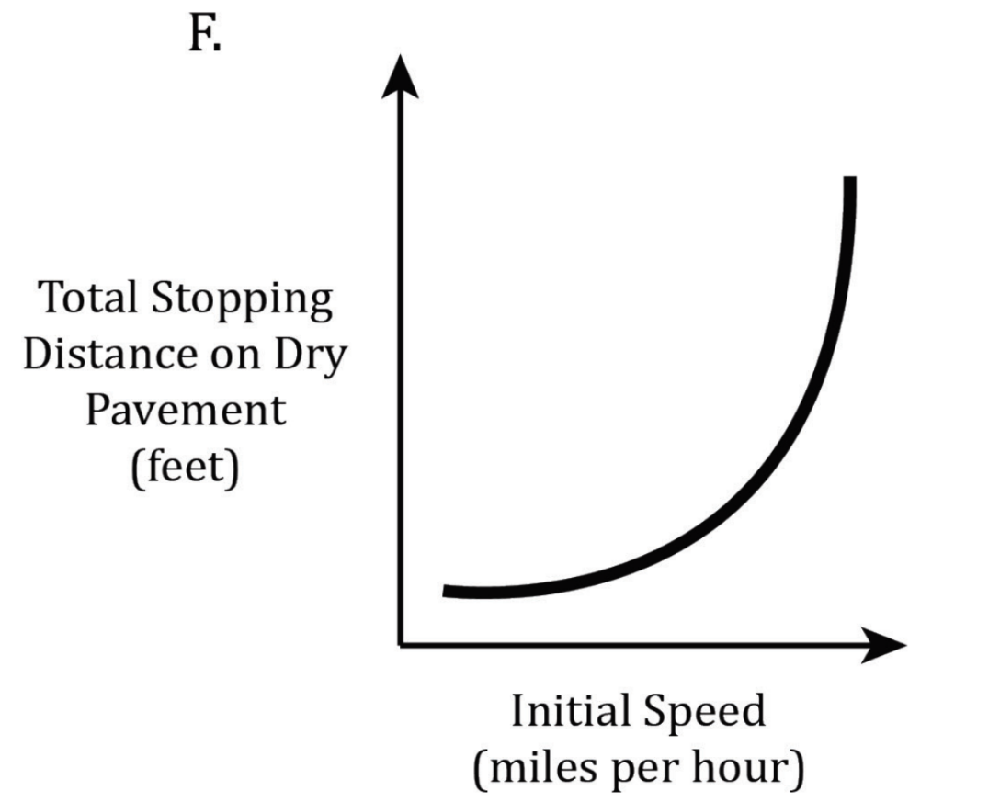 F.
Total Stopping
Distance on Dry
Pavement
(feet)
Initial Speed
(miles per hour)